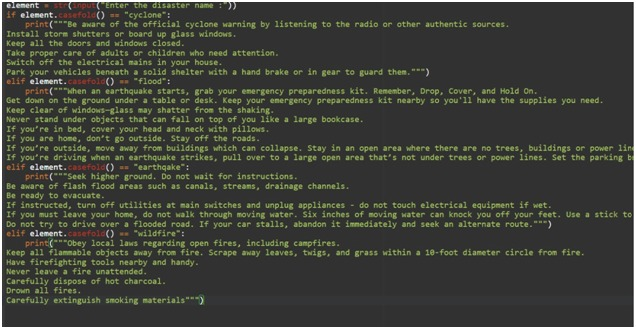 element = str(input("Enter the disaster name :"))
if element.casefold() == "cyclone":
    print("""Be aware of the official cyclone warning by listening to the radio or other authentic sources.
Install storm shutters or board up glass windows.
Keep all the doors and windows closed.
Take proper care of adults or children who need attention.
Switch off the electrical mains in your house.
Park your vehicles beneath a solid shelter with a hand brake or in gear to guard them.""")
elif element.casefold() == "flood":
    print("""When an earthquake starts, grab your emergency preparedness kit. Remember, Drop, Cover, and Hold On.
Get down on the ground under a table or desk. Keep your emergency preparedness kit nearby so you'll have the supplies you need.
Keep clear of windows—glass may shatter from the shaking.
Never stand under objects that can fall on top of you like a large bookcase.
If you're in bed, cover your head and neck with pillows.
If you are home, don't go outside. Stay off the roads.
If you're outside, move away from buildings which can collapse. Stay in an open area where there are no trees, buildings or power line
If you're driving when an earthquake strikes, pull over to a large open area that's not under trees or power lines. Set the parking b
elif element.casefold() == "earthqake":
    print("""Seek higher ground. Do not wait for instructions.
Be aware of flash flood areas such as canals, streams, drainage channels.
Be ready to evacuate.
If instructed, turn off utilities at main switches and unplug appliances - do not touch electrical equipment if wet.
If you must leave your home, do not walk through moving water. Six inches of moving water can knock you off your feet. Use a stick to
Do not try to drive over a flooded road. If your car stalls, abandon it immediately and seek an alternate route.""")
elif element.casefold() == "wildfire":
    print("""Obey local laws regarding open fires, including campfires.
Keep all flammable objects away from fire. Scrape away leaves, twigs, and grass within a 10-foot diameter circle from fire.
Have firefighting tools nearby and handy.
Never leave a fire unattended.
Carefully dispose of hot charcoal.
Drown all fires.
Carefully extinguish smoking materials""")